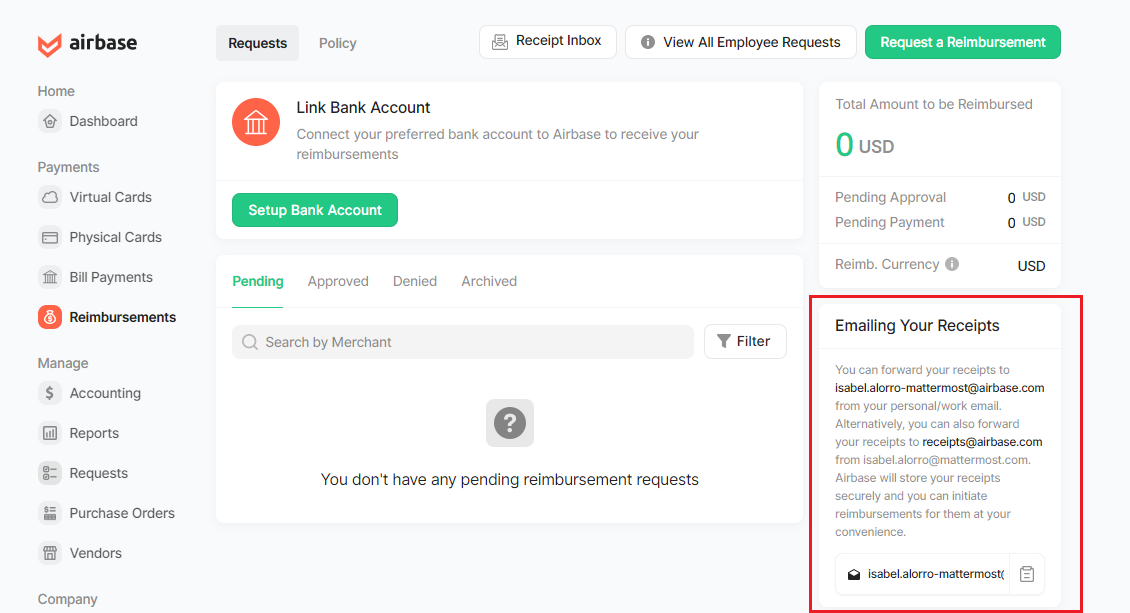 airbase
Requests
Policy
Receipt Inbox
View All Employee Requests
Request a Reimbursement
Home
Dashboard
Payments
Virtual Cards
Physical Cards
Bill Payments
Reimbursements
Manage
Accounting
Reports
Requests
Purchase Orders
Vendors
Company
Link Bank Account
Connect your preferred bank account to Airbase to receive your
reimbursements
Setup Bank Account
Pending
Approved
Denied
Archived
Search by Merchant
Filter
You don't have any pending reimbursement requests
Total Amount to be Reimbursed
0 USD
Pending Approval 0 USD
Pending Payment 0 USD
Reimb. Currency USD
Emailing Your Receipts
You can forward your receipts to
isabel.alorro-mattermost@airbase.com
from your personal/work email.
Alternatively, you can also forward
your receipts to receipts@airbase.com
from isabel.alorro@mattermost.com.
Airbase will store your receipts
securely and you can initiate
reimbursements for them at your
convenience.
isabel.alorro-mattermost(